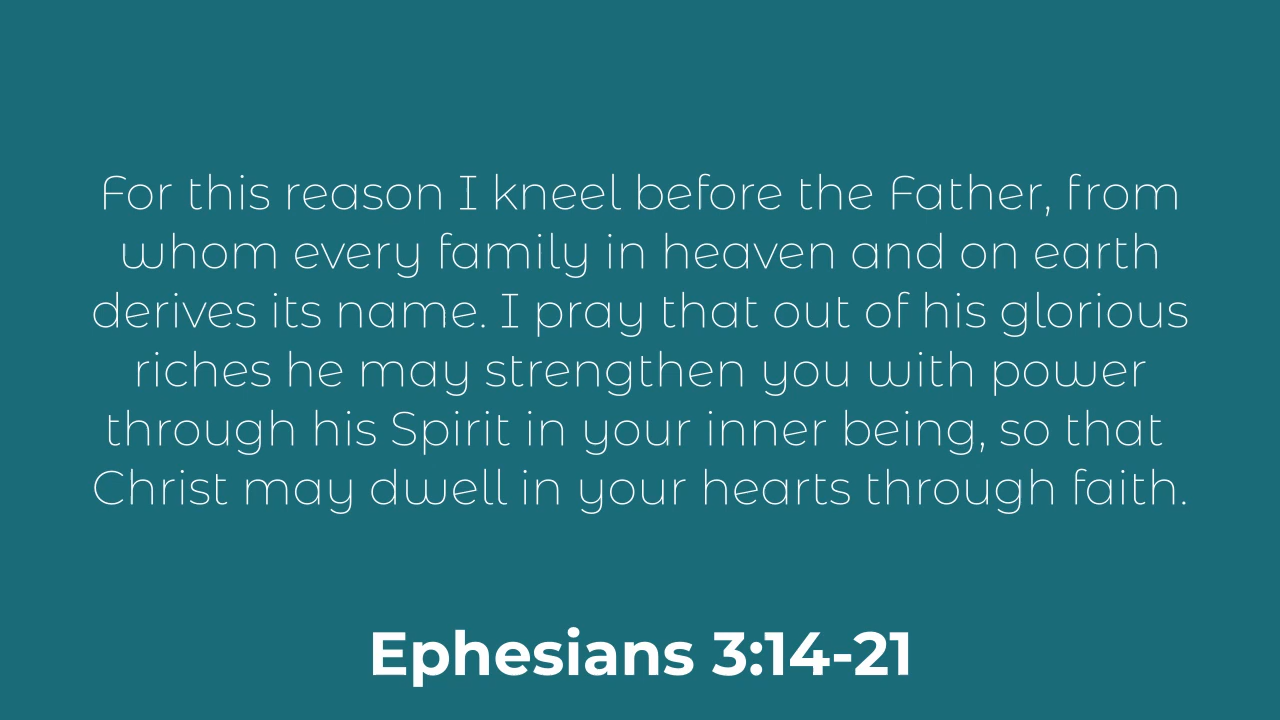 For this reason I kneel before the Father, from
whom every family in heaven and on earth
derives its name. I pray that out of his glorious
riches he may strengthen you with power
through his Spirit in your inner being, so that
Christ may dwell in your hearts through faith.
Ephesians 3:14-21